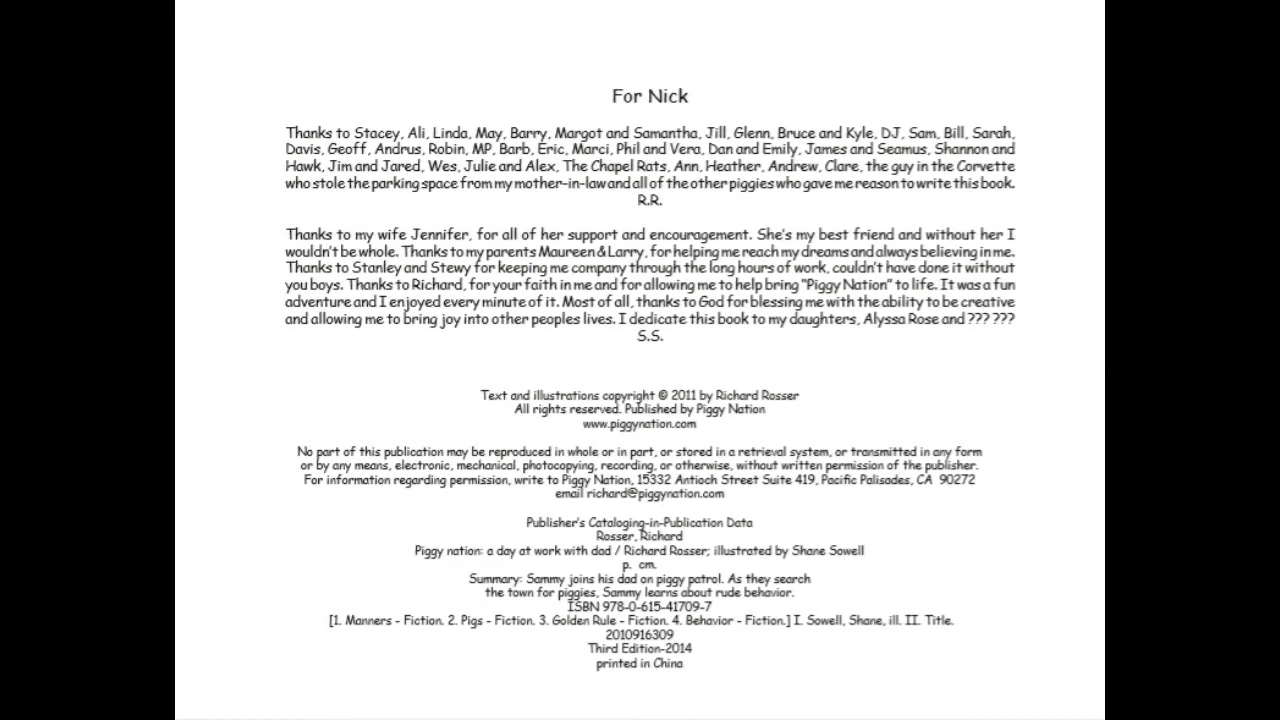 For Nick
Thanks to Stacey, Ali, Linda, May, Barry, Margot and Samantha, Jill, Glenn, Bruce and Kyle, DJ, Sam, Bill, Sarah,
Davis, Geoff, Andrus, Robin, MP, Barb, Eric, Marci, Phil and Vera, Dan and Emily, James and Seamus, Shannon and
Hawk, Jim and Jared, Wes, Julie and Alex, The Chapel Rats, Ann, Heather, Andrew, Clare, the guy in the Corvette
who stole the parking space from my mother-in-law and all of the other piggies who gave me reason to write this book.
R.R.
Thanks to my wife Jennifer, for all of her support and encouragement. She's my best friend and without her I
wouldn't be whole. Thanks to my parents Maureen & Larry, for helping me reach my dreams and always believing in me.
Thanks to Stanley and Stewy for keeping me company through the long hours of work, couldn't have done it without
you boys. Thanks to Richard, for your faith in me and for allowing me to help bring "Piggy Nation" to life. It was a fun
adventure and I enjoyed every minute of it. Most of all, thanks to God for blessing me with the ability to be creative
and allowing me to bring joy into other peoples lives. I dedicate this book to my daughters, Alyssa Rose and ??? ???
S.S.
Text and illustrations copyright © 2011 by Richard Rosser
All rights reserved. Published by Piggy Nation
www.piggynation.com
No part of this publication may be reproduced in whole or in part, or stored in a retrieval system, or transmitted in any form
or by any means, electronic, mechanical, photocopying, recording, or otherwise, without written permission of the publisher.
For information regarding permission, write to Piggy Nation, 15332 Antioch Street Suite 419, Pacific Palisades, CA 90272
email richard@piggynation.com
Publisher's Cataloging-in-Publication Data
Rosser, Richard
Piggy nation: a day at work with dad / Richard Rosser; illustrated by Shane Sowell
p. cm.
Summary: Sammy joins his dad on piggy patrol. As they search
the town for piggies, Sammy learns about rude behavior.
ISBN 978-0-615-41709-7
[1. Manners - Fiction. 2. Pigs - Fiction. 3. Golden Rule - Fiction. 4. Behavior - Fiction.] I. Sowell, Shane, ill. II. Title.
2010916309
Third Edition-2014
printed in China